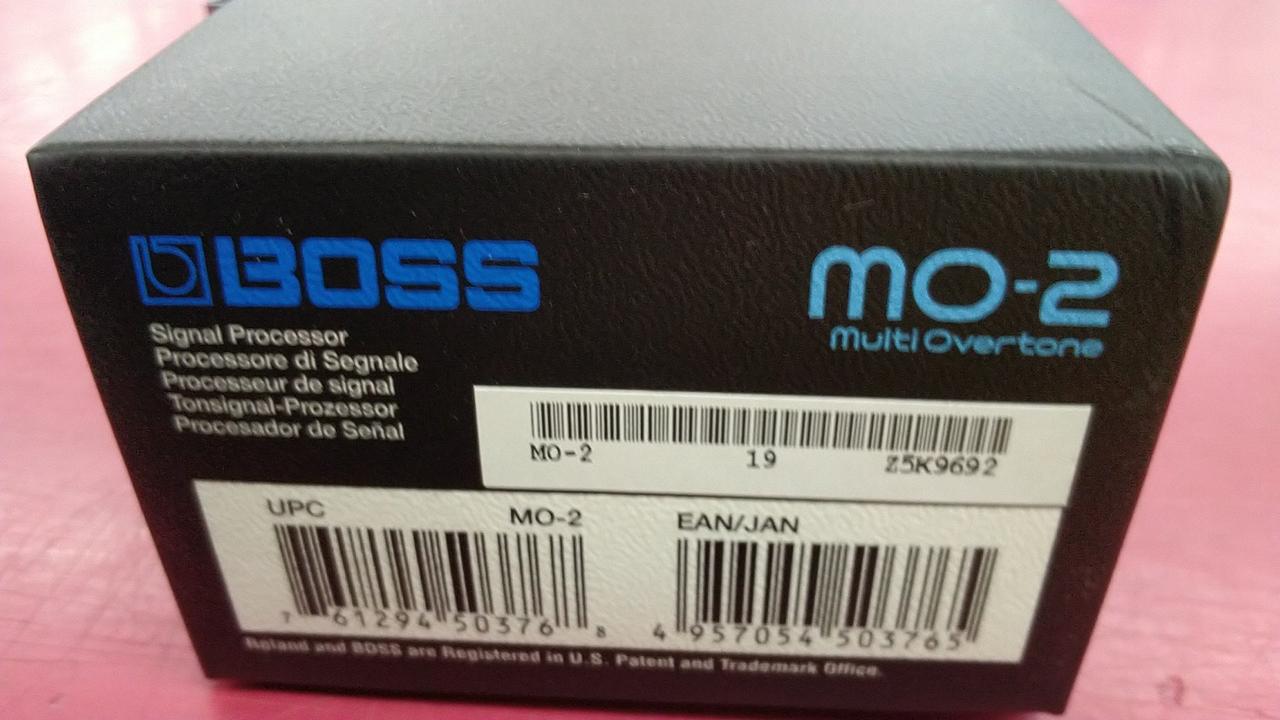 BOSS
MO-2
Multi Overtone
Signal Processor
Processore di Segnale
Processeur de signal
Tonsignal-Prozessor
Procesador de Señal
MO-2 19 Z5K9692
UPC MO-2 EAN/JAN
7 61294 50376 8 4 957054 503765
Roland and BOSS are Registered in U.S. Patent and Trademark Office.